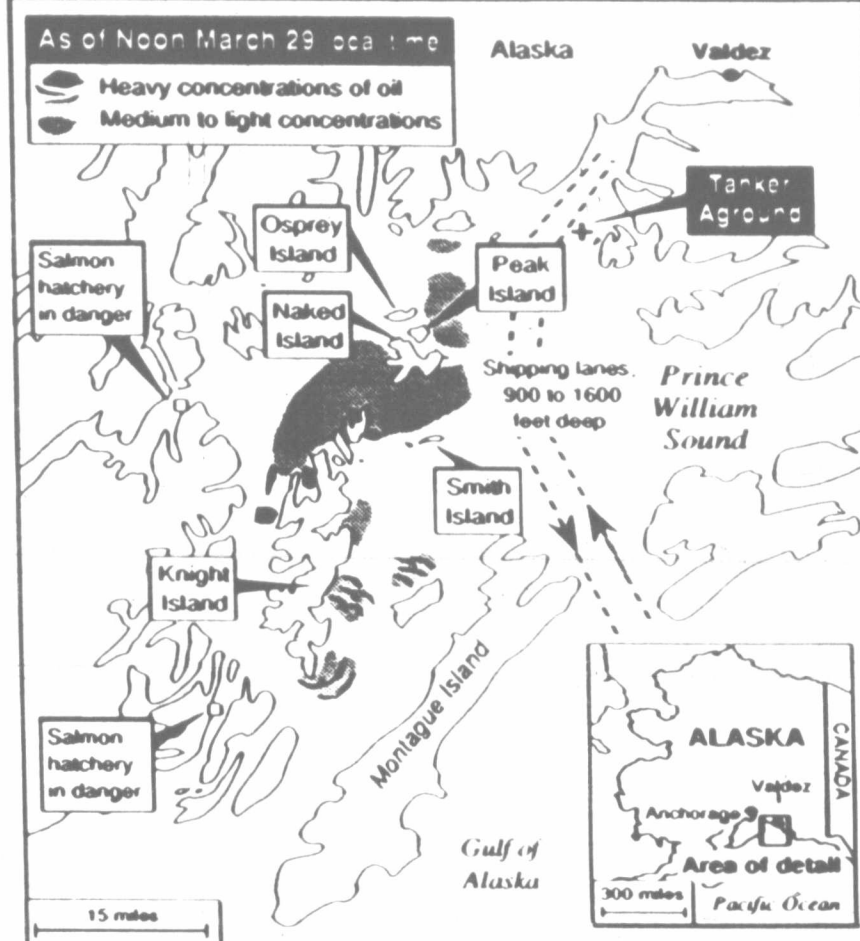 As of Noon March 29 local time
Heavy concentrations of oil
Medium to light concentrations
Alaska
Valdez
Tanker
Aground
Osprey
Island
Salmon
hatchery
in danger
Peak
Island
Naked
Island
Shipping lanes
900 to 1600
feet deep
Prince
William
Sound
Smith
Island
Knight
Island
Montague Island
Salmon
hatchery
in danger
Gulf of
Alaska
15 miles
ALASKA
CANADA
Valdez
Anchorage
Area of detail
300 miles
Pacific Ocean